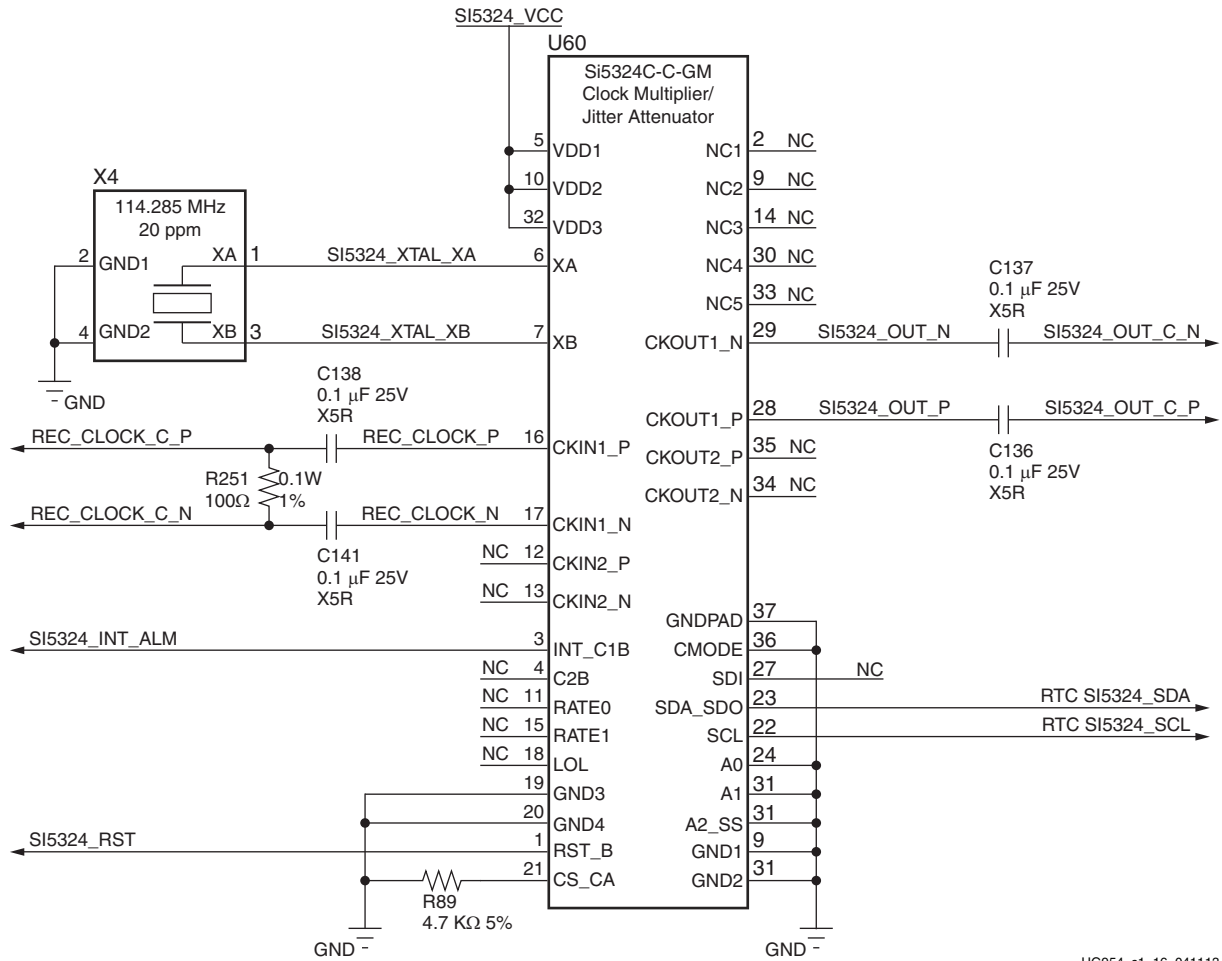 SI5324_VCC
U60
Si5324C-C-GM
Clock Multiplier/
Jitter Attenuator
5 VDD1
10 VDD2
32 VDD3
6 XA
7 XB
16 CKIN1_P
17 CKIN1_N
NC 12 CKIN2_P
NC 13 CKIN2_N
3 INT_C1B
NC 4 C2B
NC 11 RATE0
NC 15 RATE1
NC 18 LOL
19 GND3
20 GND4
1 RST_B
21 CS_CA
NC1 2 NC
NC2 9 NC
NC3 14 NC
NC4 30 NC
NC5 33 NC
CKOUT1_N 29 SI5324_OUT_N
SI5324_OUT_C_N
CKOUT1_P 28 SI5324_OUT_P
SI5324_OUT_C_P
CKOUT2_P 35 NC
CKOUT2_N 34 NC
GNDPAD 37
CMODE 36
SDI 27 NC
SDA_SDO 23 RTC SI5324_SDA
SCL 22 RTC SI5324_SCL
A0 24
A1 31
A2_SS 31
GND1 9
GND2 31
X4
114.285 MHz
20 ppm
2 GND1
XA 1 SI5324_XTAL_XA
4 GND2
XB 3 SI5324_XTAL_XB
GND
C138
0.1 µF 25V
X5R
REC_CLOCK_C_P
REC_CLOCK_P
R251 0.1W
100Ω 1%
REC_CLOCK_C_N
REC_CLOCK_N
C141
0.1 µF 25V
X5R
SI5324_INT_ALM
SI5324_RST
R89
4.7 KΩ 5%
GND
C137
0.1 µF 25V
X5R
C136
0.1 µF 25V
X5R
GND